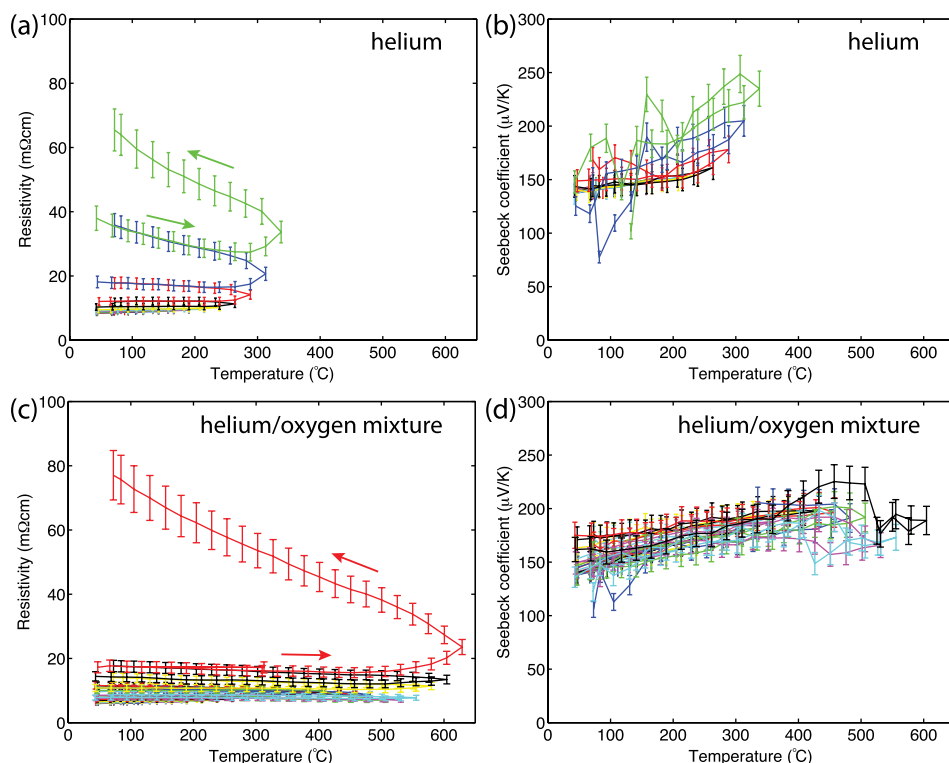 (a)
helium
100
80
60
40
20
0
Resistivity (mΩcm)
0 100 200 300 400 500 600
Temperature (℃)
(b)
helium
300
250
200
150
100
50
0
Seebeck coefficient (μV/K)
0 100 200 300 400 500 600
Temperature (℃)
(c)
helium/oxygen mixture
100
80
60
40
20
0
Resistivity (mΩcm)
0 100 200 300 400 500 600
Temperature (℃)
(d)
helium/oxygen mixture
300
250
200
150
100
50
0
Seebeck coefficient (μV/K)
0 100 200 300 400 500 600
Temperature (℃)